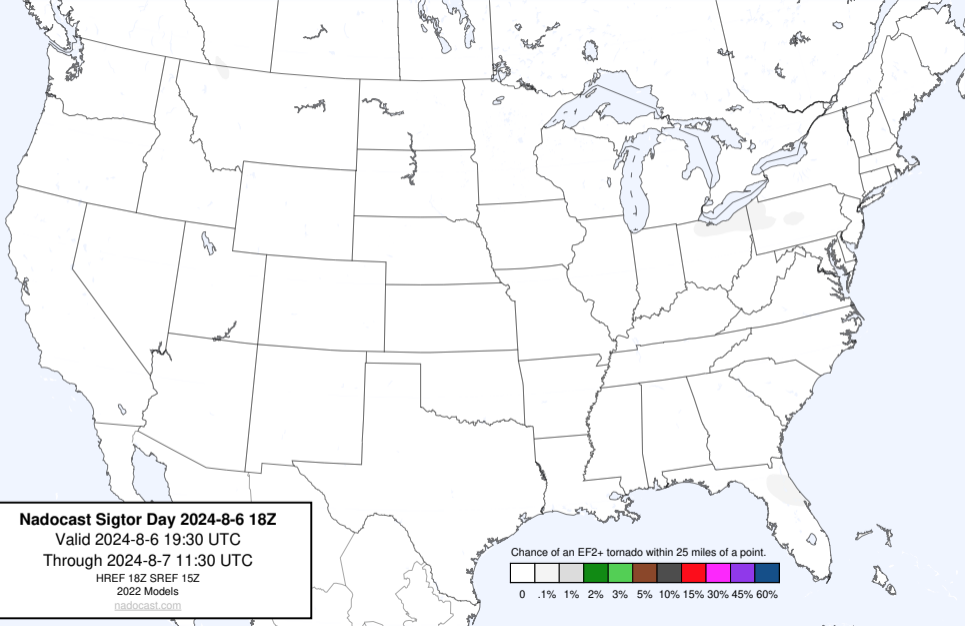 Nadocast Sigtor Day 2024-8-6 18Z
Valid 2024-8-6 19:30 UTC
Through 2024-8-7 11:30 UTC
HREF 18Z SREF 15Z
2022 Models
nadocast.com
Chance of an EF2+ tornado within 25 miles of a point.
0 .1% 1% 2% 3% 5% 10% 15% 30% 45% 60%